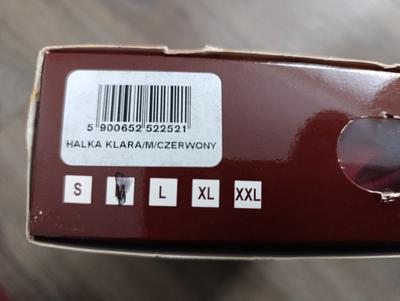 5 900652 522521
HALKA KLARA/M/CZERWONY
S M L XL XXL